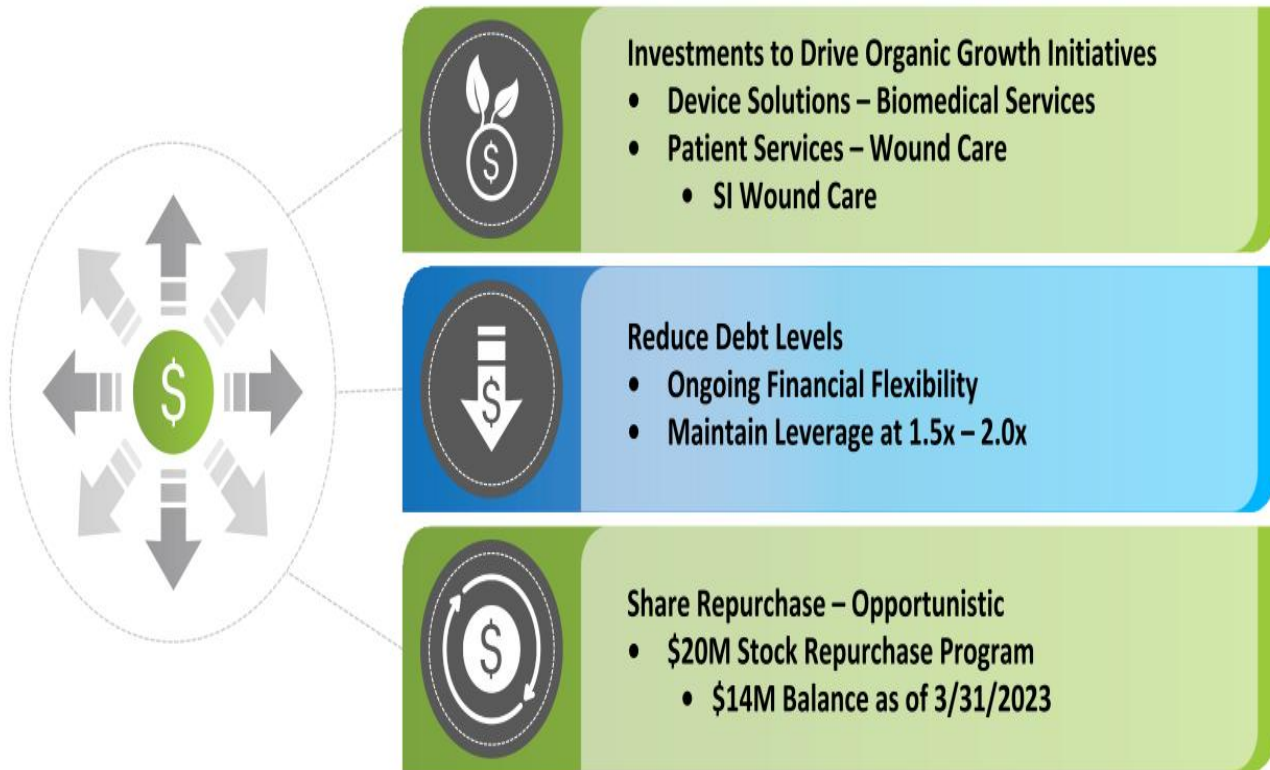 Investments to Drive Organic Growth Initiatives
• Device Solutions – Biomedical Services
• Patient Services – Wound Care
• SI Wound Care
$
$
Reduce Debt Levels
• Ongoing Financial Flexibility
• Maintain Leverage at 1.5x – 2.0x
$
Share Repurchase – Opportunistic
• $20M Stock Repurchase Program
• $14M Balance as of 3/31/2023
$